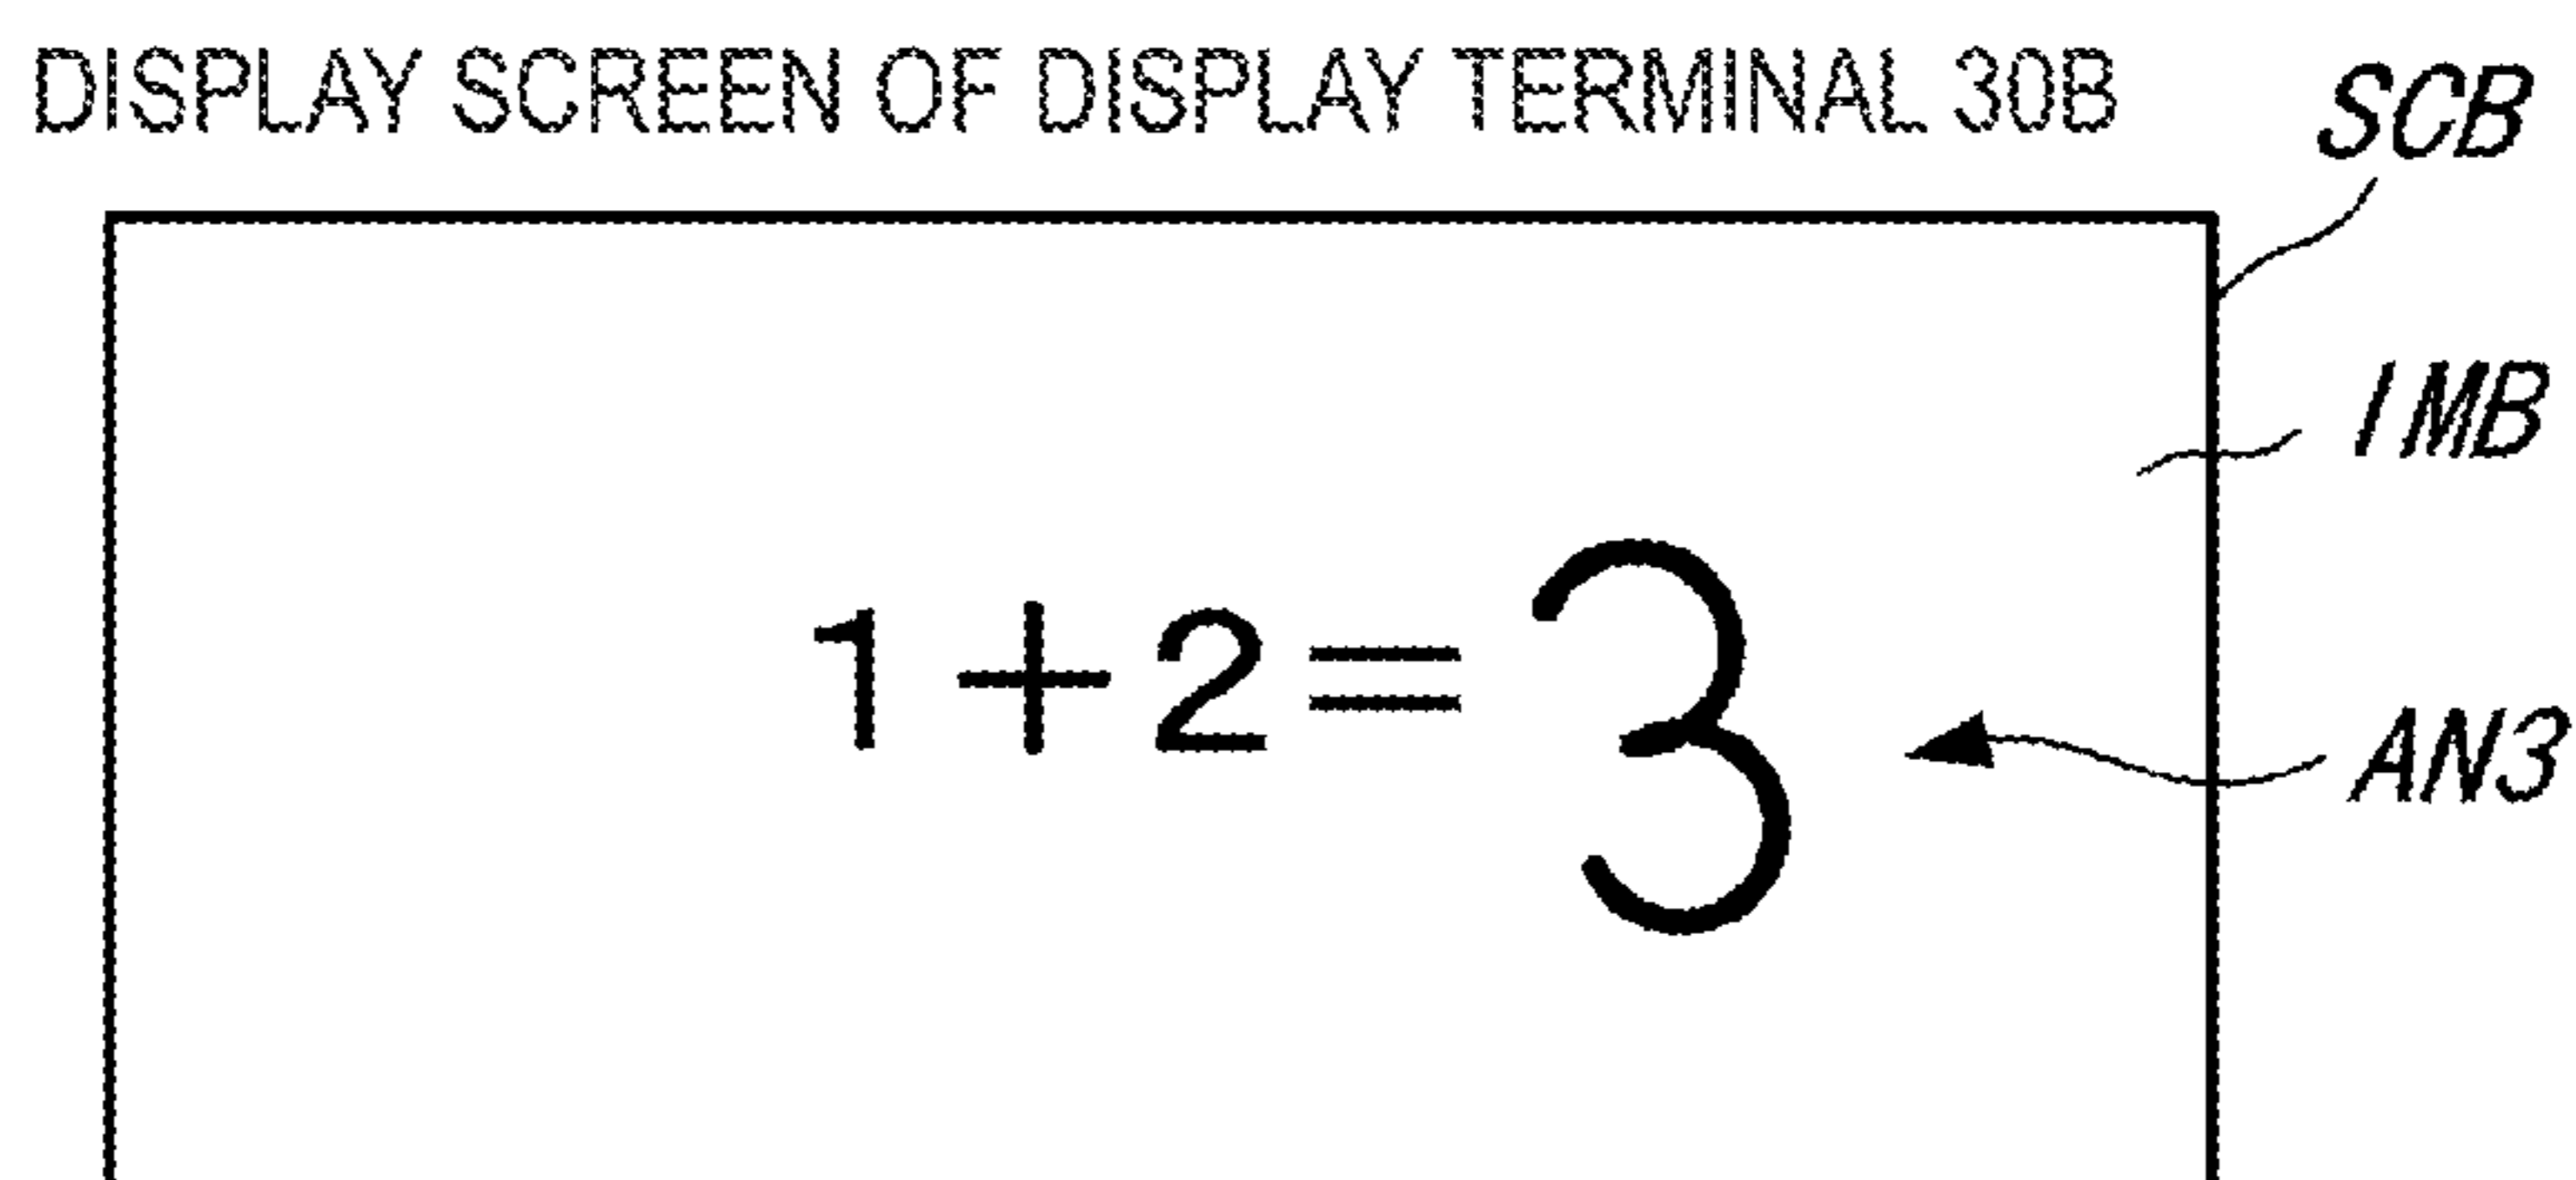 DISPLAY SCREEN OF DISPLAY TERMINAL 30B
SCB
IMB
1+2=3
AN3